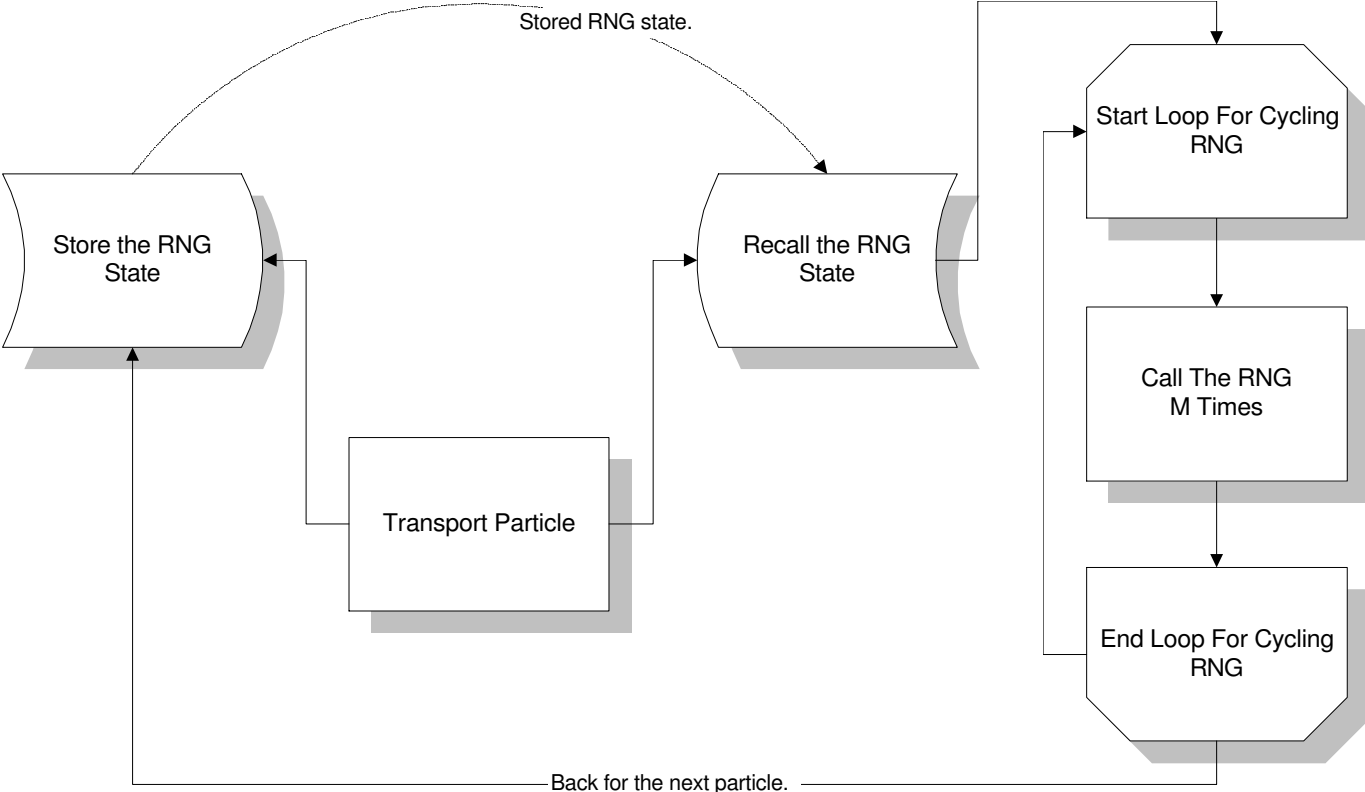 Stored RNG state.
Start Loop For Cycling
RNG
Store the RNG
State
Recall the RNG
State
Call The RNG
M Times
Transport Particle
End Loop For Cycling
RNG
Back for the next particle.